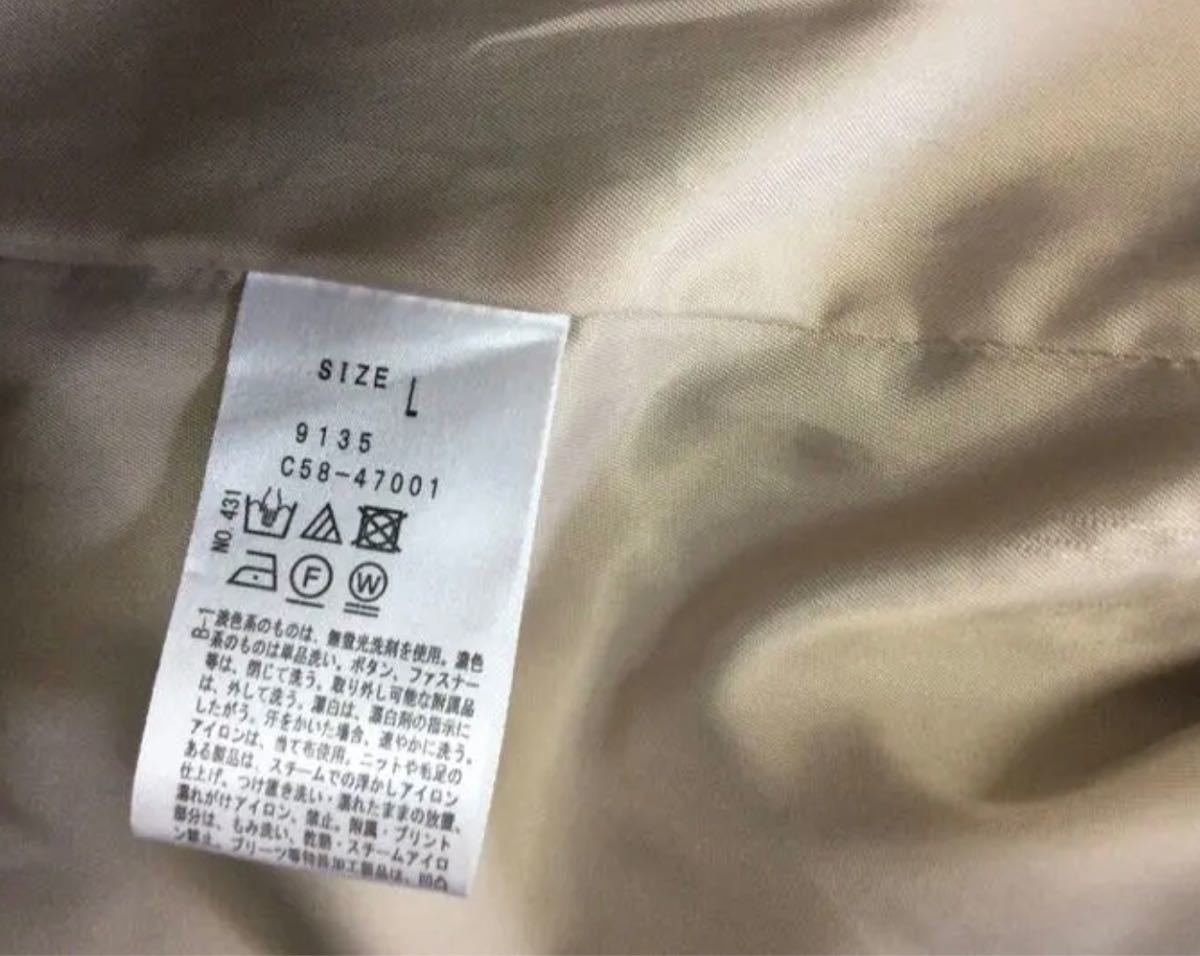 SIZE L
9135
C58-47001
NO. 431
F W
B-1
淡色系のものは、無蛍光洗剤を使用。濃色
系のものは単品洗い。ボタン、ファスナー
等は、閉じて洗う。取り外し可能な附属品
は、外して洗う。漂白は、漂白剤の指示に
したがう。汗をかいた場合、速やかに洗う。
アイロンは、当て布使用。ニットや毛足の
ある製品は、スチームでの浮かしアイロン
仕上げ。つけ置き洗い・濡れたままの放置、
濡れがけアイロン、禁止。附属・プリント
部分は、もみ洗い、乾熱・スチームアイロ
ン禁止。プリーツ等特殊加工製品は、凹凸